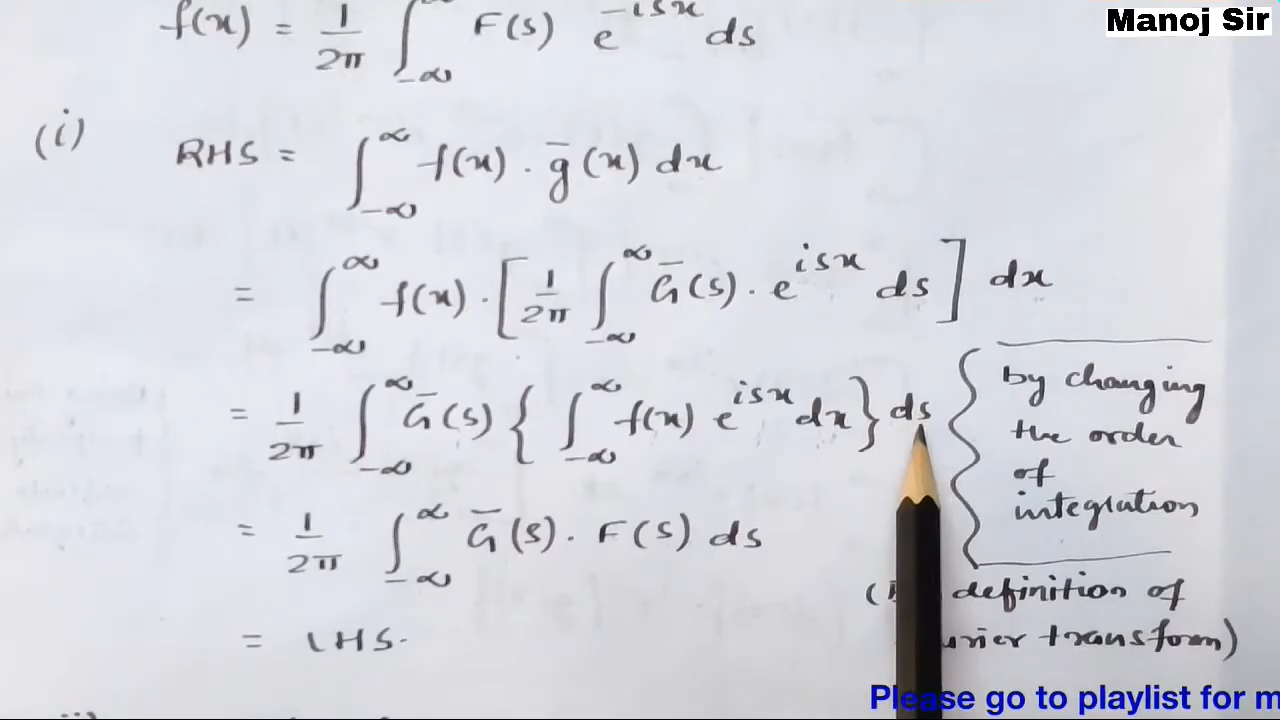 Manoj Sir
f(x) = 1/2π ∫_{-∞}^{∞} F(s) e^{-isx} ds
(i) RHS = ∫_{-∞}^{∞} f(x) · ḡ(x) dx
= ∫_{-∞}^{∞} f(x) · [ 1/2π ∫_{-∞}^{∞} Ḡ(s) · e^{isx} ds ] dx
= 1/2π ∫_{-∞}^{∞} Ḡ(s) { ∫_{-∞}^{∞} f(x) e^{isx} dx } ds
by changing
the order
of
integration
= 1/2π ∫_{-∞}^{∞} Ḡ(s) · F(s) ds
definition of
transform)
= LHS.
Please go to playlist for m